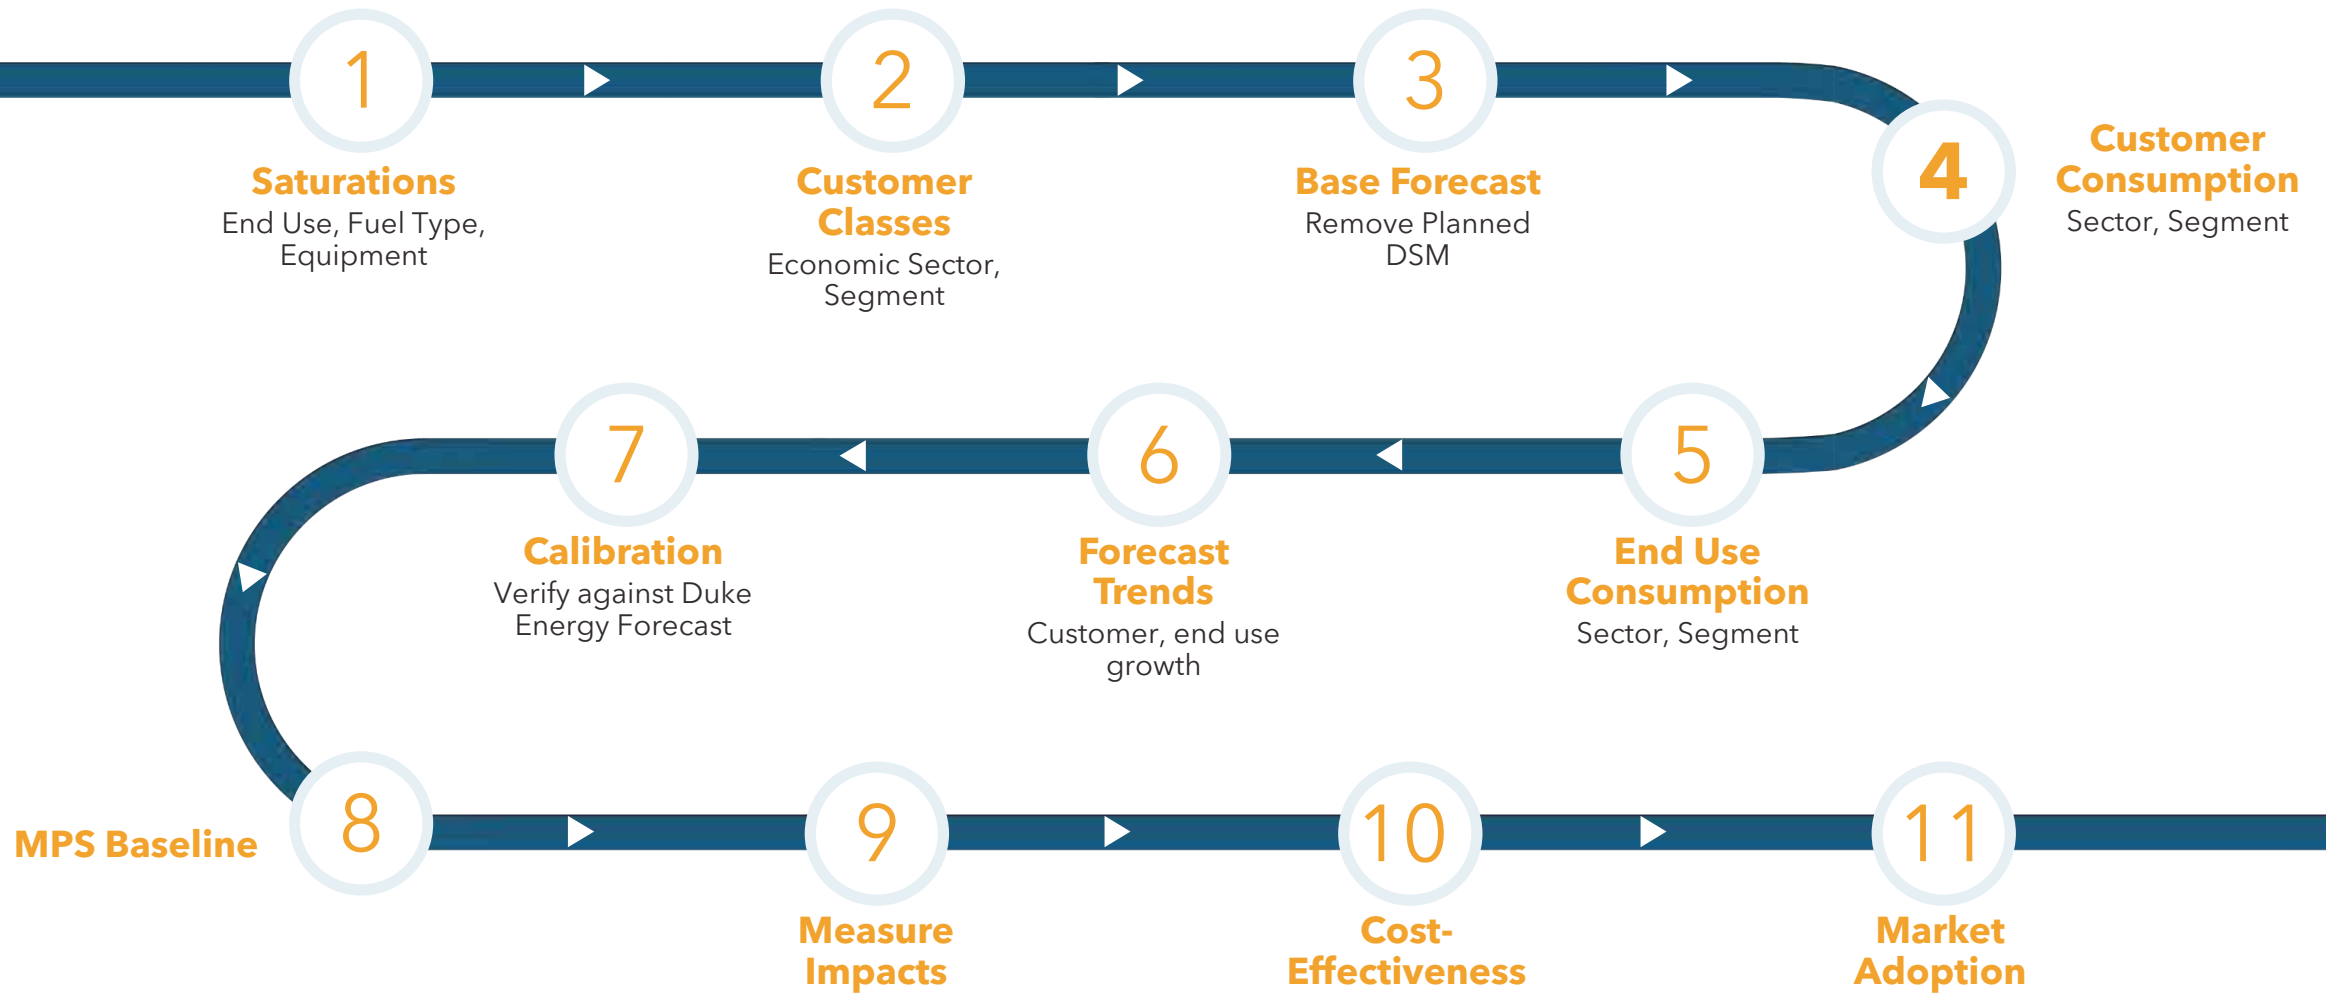 1
Saturations
End Use, Fuel Type,
Equipment
2
Customer
Classes
Economic Sector,
Segment
3
Base Forecast
Remove Planned
DSM
4
Customer
Consumption
Sector, Segment
5
End Use
Consumption
Sector, Segment
6
Forecast
Trends
Customer, end use
growth
7
Calibration
Verify against Duke
Energy Forecast
8
MPS Baseline
9
Measure
Impacts
10
Cost-
Effectiveness
11
Market
Adoption